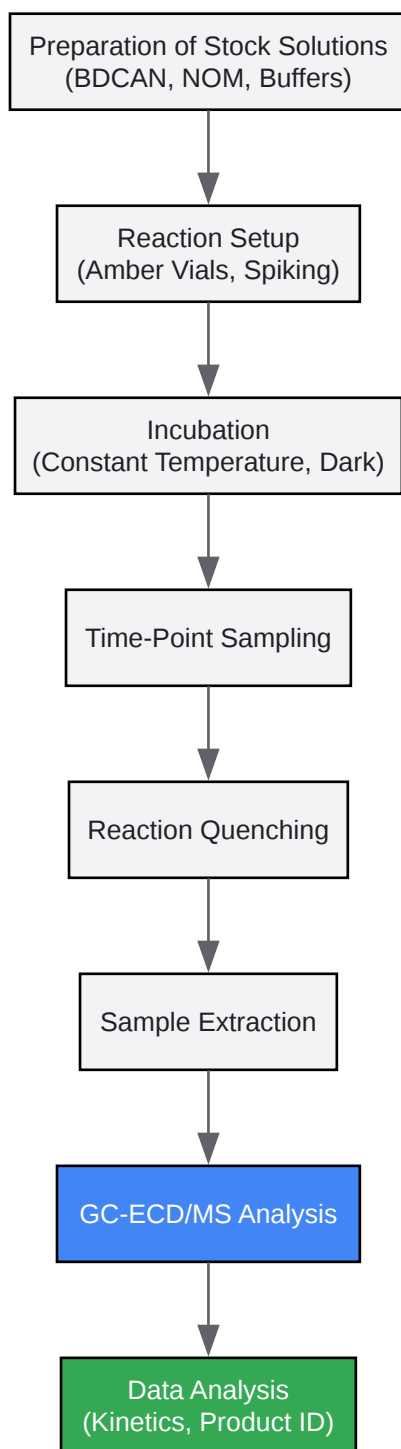 Preparation of Stock Solutions
(BDCAN, NOM, Buffers)
Reaction Setup
(Amber Vials, Spiking)
Incubation
(Constant Temperature, Dark)
Time-Point Sampling
Reaction Quenching
Sample Extraction
GC-ECD/MS Analysis
Data Analysis
(Kinetics, Product ID)